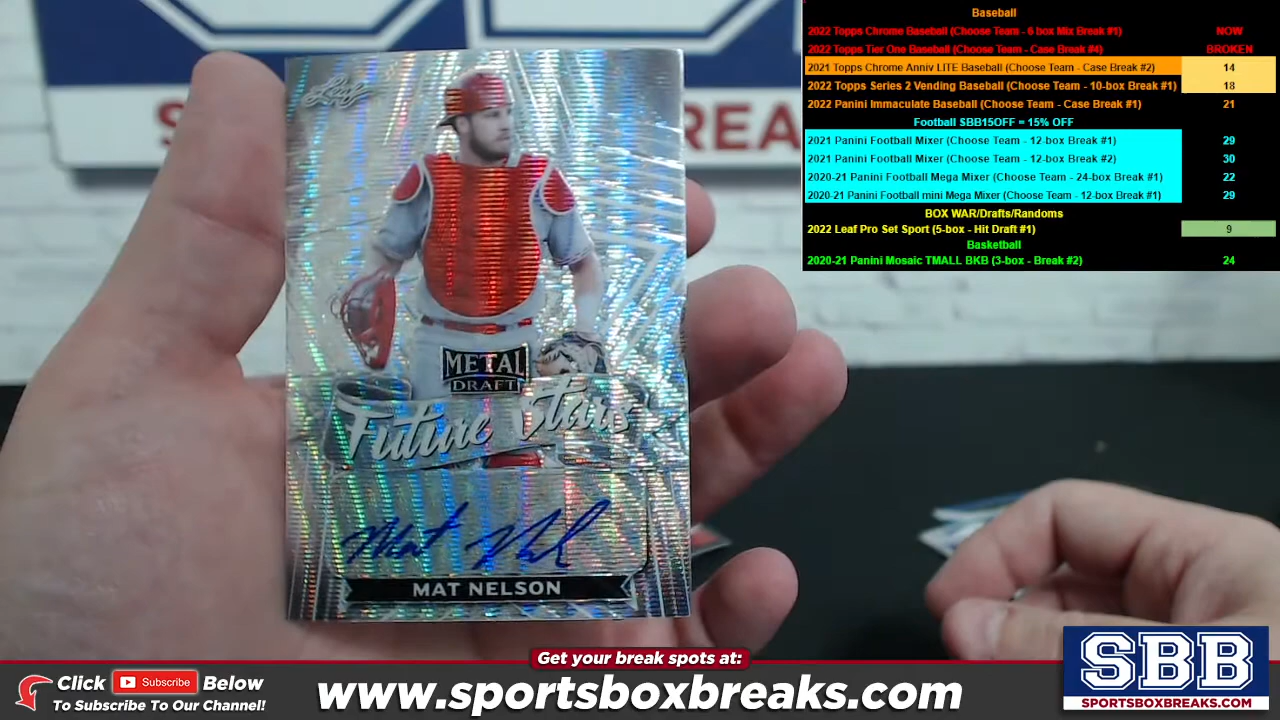 Baseball
2022 Topps Chrome Baseball (Choose Team - 6 box Mix Break #1) NOW
2022 Topps Tier One Baseball (Choose Team - Case Break #4) BROKEN
2021 Topps Chrome Anniv LITE Baseball (Choose Team - Case Break #2) 14
2022 Topps Series 2 Vending Baseball (Choose Team - 10-box Break #1) 18
2022 Panini Immaculate Baseball (Choose Team - Case Break #1) 21
Football SBB15OFF = 15% OFF
2021 Panini Football Mixer (Choose Team - 12-box Break #1) 29
2021 Panini Football Mixer (Choose Team - 12-box Break #2) 30
2020-21 Panini Football Mega Mixer (Choose Team - 24-box Break #1) 22
2020-21 Panini Football mini Mega Mixer (Choose Team - 12-box Break #1) 29
BOX WAR/Drafts/Randoms
2022 Leaf Pro Set Sport (5-box - Hit Draft #1) 9
Basketball
2020-21 Panini Mosaic TMALL BKB (3-box - Break #2) 24
Leaf
METAL
DRAFT
Future Stars
Mat Nel
MAT NELSON
Get your break spots at:
Click Subscribe Below
To Subscribe To Our Channel!
www.sportsboxbreaks.com
SBB
SPORTSBOXBREAKS.COM